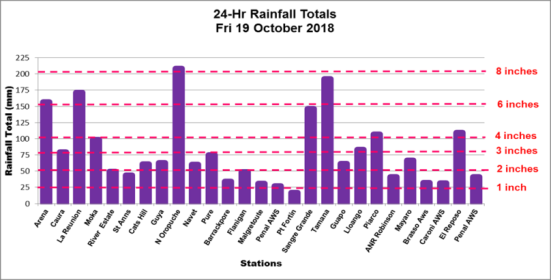 24-Hr Rainfall Totals
Fri 19 October 2018
Rainfall Total (mm)
225
200
175
150
125
100
75
50
25
0
8 inches
6 inches
4 inches
3 inches
2 inches
1 inch
Arena
Caura
La Reunion
Moka
River Estate
St Anns
Cats Hill
Guya
N Oropuche
Navet
Pure
Barrackpore
Flanigan
Malgretoute
Penal AWS
Pt Fortin
Sangre Grande
Tamana
Guapo
Lloango
Piarco
ANR Robinson
Mayaro
Brasso Aws
Caroni AWS
El Reposo
Penal AWS
Stations